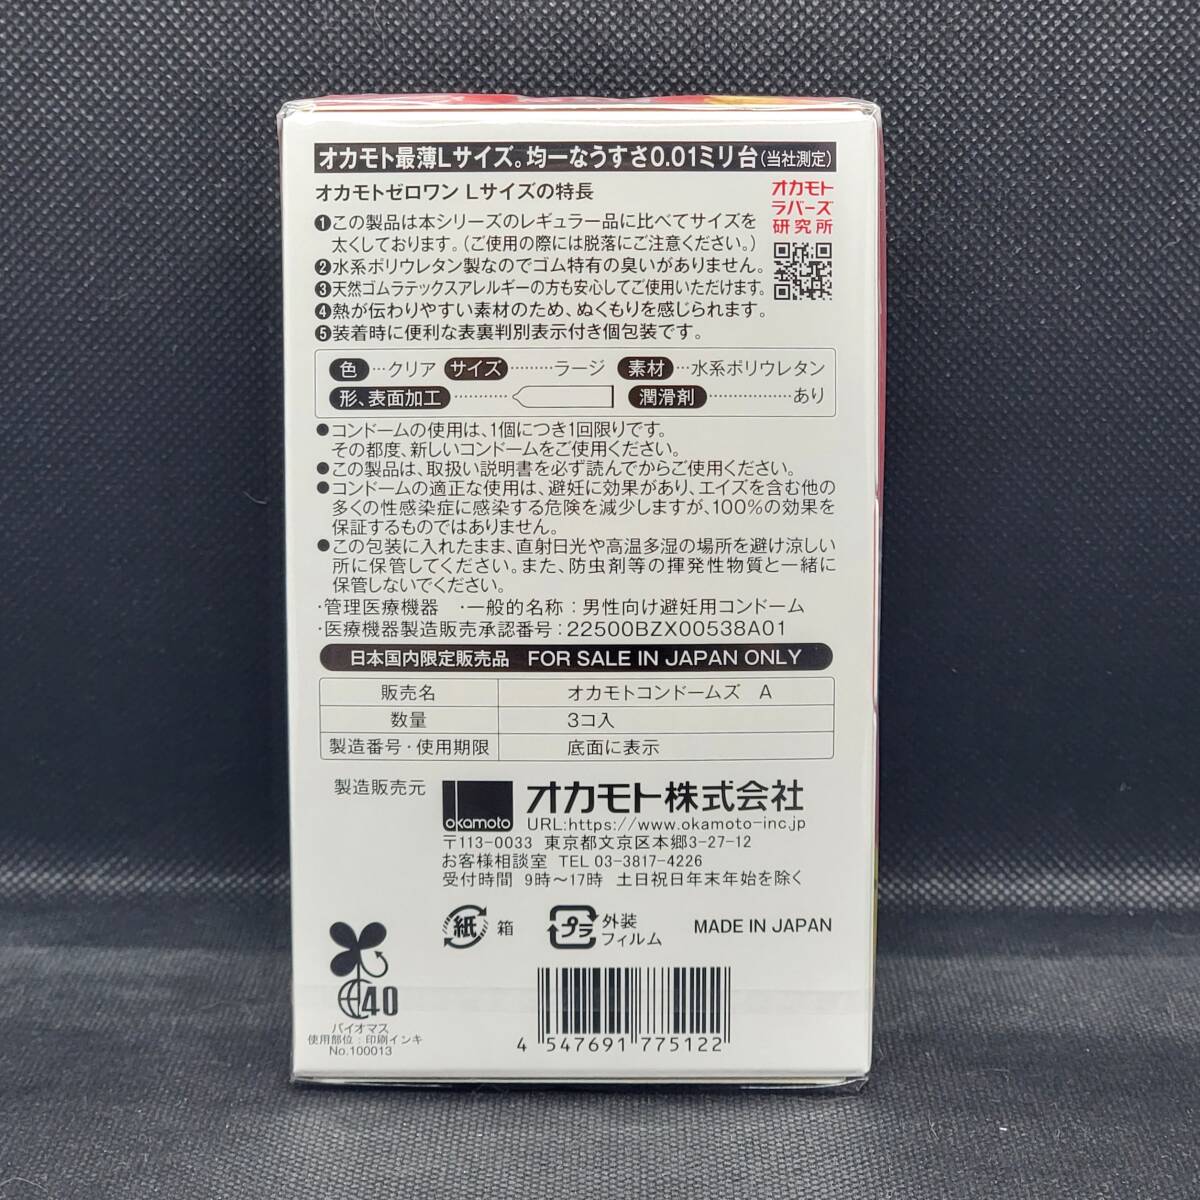 オカモト最薄Lサイズ。均一なうすさ0.01ミリ台(当社測定)
オカモトゼロワン Lサイズの特長
オカモト
ラバーズ
研究所
❶この製品は本シリーズのレギュラー品に比べてサイズを
太くしております。(ご使用の際には脱落にご注意ください。)
❷水系ポリウレタン製なのでゴム特有の臭いがありません。
❸天然ゴムラテックスアレルギーの方も安心してご使用いただけます。
❹熱が伝わりやすい素材のため、ぬくもりを感じられます。
❺装着時に便利な表裏判別表示付き個包装です。
色…クリア サイズ………ラージ 素材…水系ポリウレタン
形、表面加工………… 潤滑剤………………あり
●コンドームの使用は、1個につき1回限りです。
その都度、新しいコンドームをご使用ください。
●この製品は、取扱い説明書を必ず読んでからご使用ください。
●コンドームの適正な使用は、避妊に効果があり、エイズを含む他の
多くの性感染症に感染する危険を減少しますが、100%の効果を
保証するものではありません。
●この包装に入れたまま、直射日光や高温多湿の場所を避け涼しい
所に保管してください。また、防虫剤等の揮発性物質と一緒に
保管しないでください。
・管理医療機器 ・一般的名称:男性向け避妊用コンドーム
・医療機器製造販売承認番号:22500BZX00538A01
日本国内限定販売品 FOR SALE IN JAPAN ONLY
販売名 オカモトコンドームズ A
数量 3コ入
製造番号・使用期限 底面に表示
製造販売元
okamoto
オカモト株式会社
URL:https://www.okamoto-inc.jp
〒113-0033 東京都文京区本郷3-27-12
お客様相談室 TEL 03-3817-4226
受付時間 9時〜17時 土日祝日年末年始を除く
紙 箱
プラ 外装
フィルム
MADE IN JAPAN
40
バイオマス
使用部位:印刷インキ
No.100013
4 547691 775122